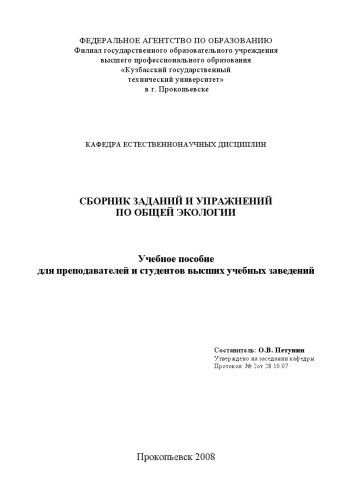 ФЕДЕРАЛЬНОЕ АГЕНТСТВО ПО ОБРАЗОВАНИЮ
Филиал государственного образовательного учреждения
высшего профессионального образования
«Кузбасский государственный
технический университет»
в г. Прокопьевске
КАФЕДРА ЕСТЕСТВЕННОНАУЧНЫХ ДИСЦИПЛИН
СБОРНИК ЗАДАНИЙ И УПРАЖНЕНИЙ
ПО ОБЩЕЙ ЭКОЛОГИИ
Учебное пособие
для преподавателей и студентов высших учебных заведений
Составитель: О.В. Петунин
Утверждено на заседании кафедры
Протокол № 2от 28.10.07
Прокопьевск 2008